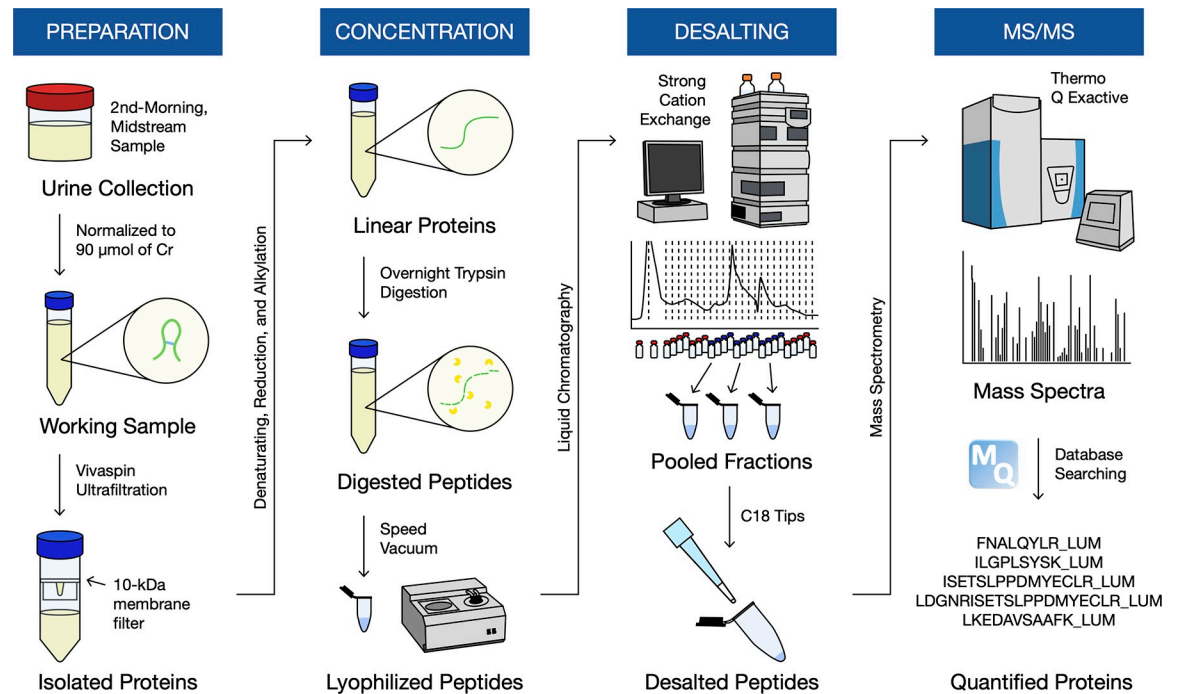 PREPARATION
2nd-Morning,
Midstream
Sample
Urine Collection
Normalized to
90 µmol of Cr
Working Sample
Vivaspin
Ultrafiltration
10-kDa
membrane
filter
Isolated Proteins
Denaturating, Reduction, and Alkylation
CONCENTRATION
Linear Proteins
Overnight Trypsin
Digestion
Digested Peptides
Speed
Vacuum
Lyophilized Peptides
Liquid Chromatography
DESALTING
Strong
Cation
Exchange
Pooled Fractions
C18 Tips
Desalted Peptides
Mass Spectrometry
MS/MS
Thermo
Q Exactive
Mass Spectra
MQ
Database
Searching
FNALQYLR_LUM
ILGPLSYSK_LUM
ISETSLPPDMYECLR_LUM
LDGNRISETSLPPDMYECLR_LUM
LKEDAVSAAFK_LUM
Quantified Proteins